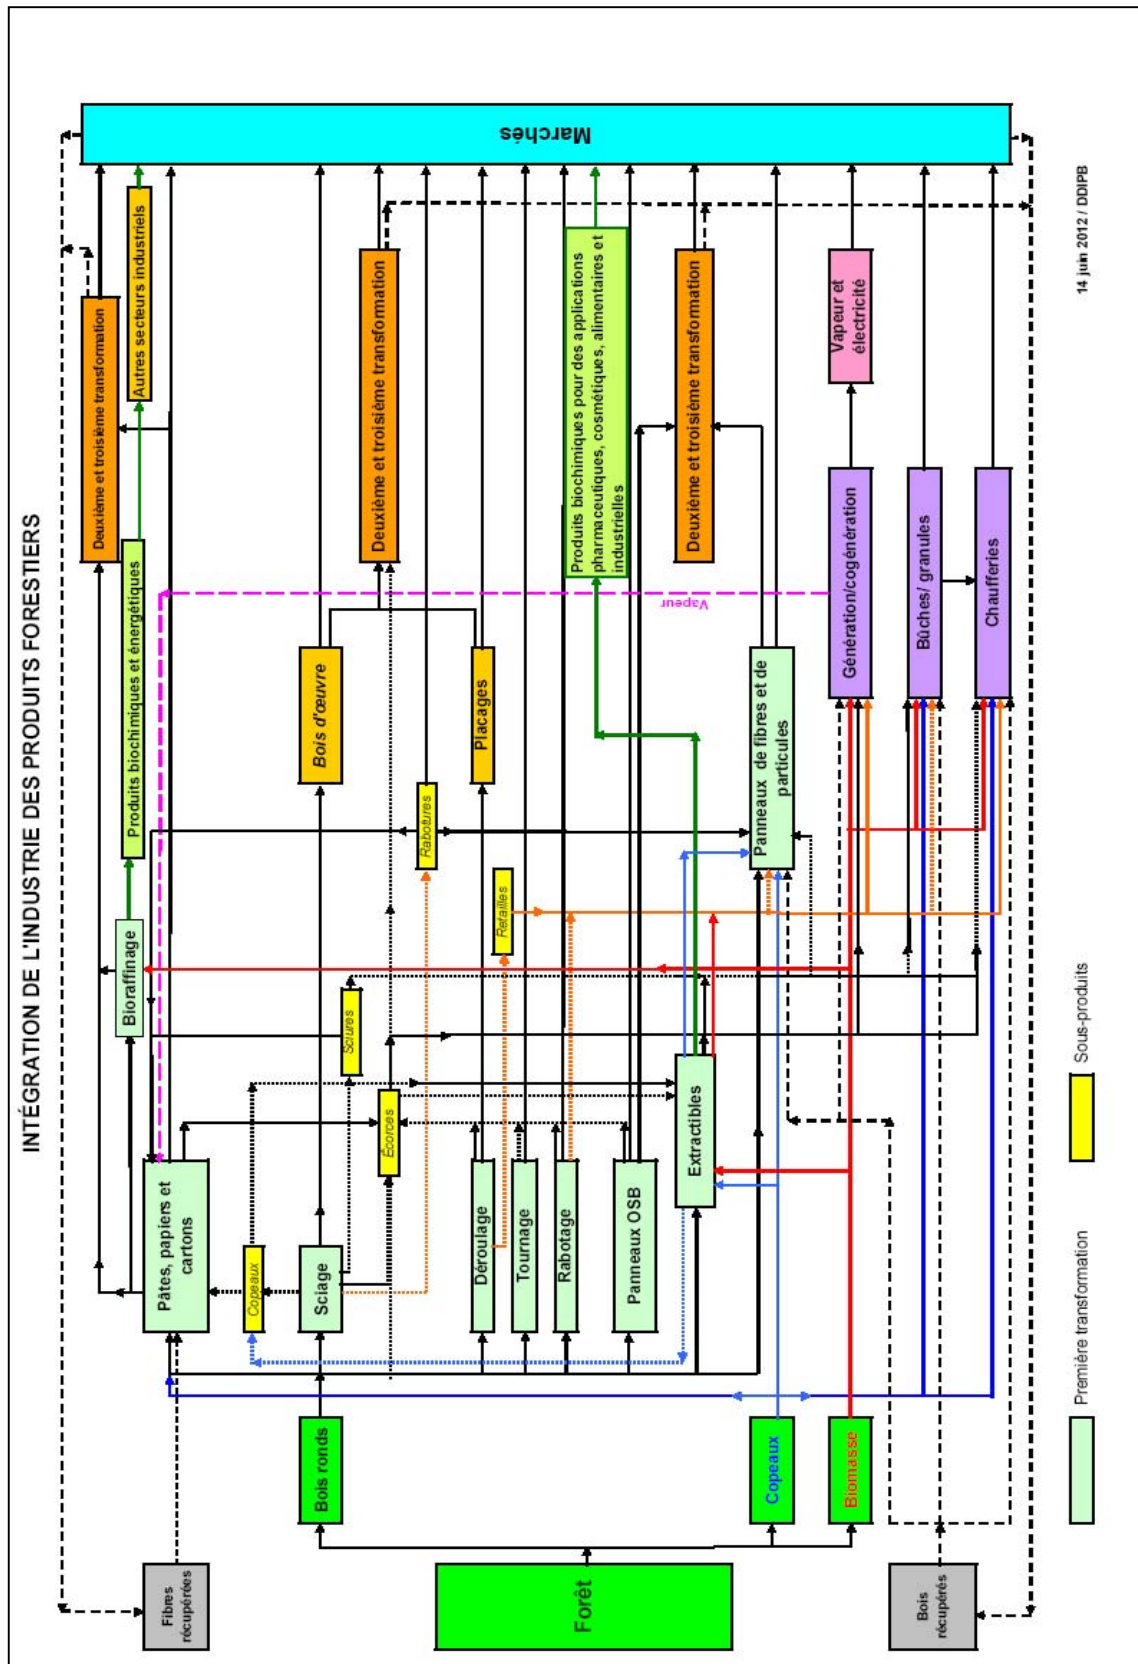 INTÉGRATION DE L'INDUSTRIE DES PRODUITS FORESTIERS
Fibres
récupérées
Forêt
Bois
récupérés
Bois ronds
Copeaux
Biomasse
Pâtes, papiers et
cartons
Copeaux
Sciage
Écorces
Sciures
Déroulage
Tournage
Rabotage
Panneaux OSB
Extractibles
Bioraffinage
Retailles
Rabotures
Produits biochimiques et énergétiques
Bois d'œuvre
Placages
Panneaux de fibres et de
particules
Vapeur
Génération/cogénération
Bûches/ granules
Chaufferies
Deuxième et troisième transformation
Autres secteurs industriels
Deuxième et troisième transformation
Produits biochimiques pour des applications
pharmaceutiques, cosmétiques, alimentaires et
industrielles
Deuxième et troisième transformation
Vapeur et
électricité
Marchés
Première transformation
Sous-produits
14 juin 2012 / DDIPB